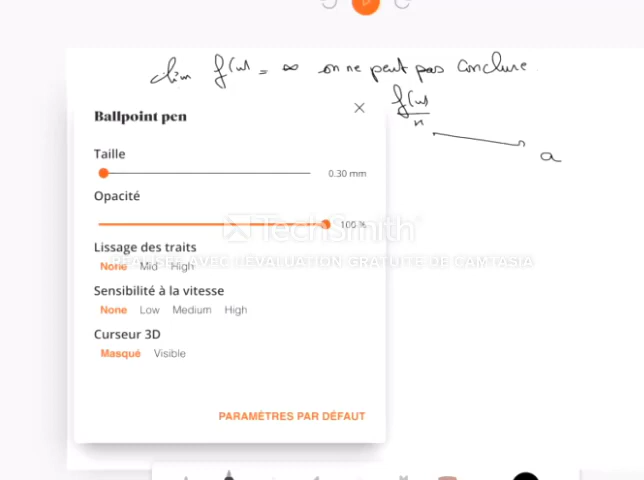 lim f(x) = ∞ on ne peut pas conclure
f(x)
x
a
Ballpoint pen
Taille
0.30 mm
Opacité
100 %
TechSmith
RÉALISÉ AVEC L'ÉVALUATION GRATUITE DE CAMTASIA
Lissage des traits
None Mid High
Sensibilité à la vitesse
None Low Medium High
Curseur 3D
Masqué Visible
PARAMÈTRES PAR DÉFAUT